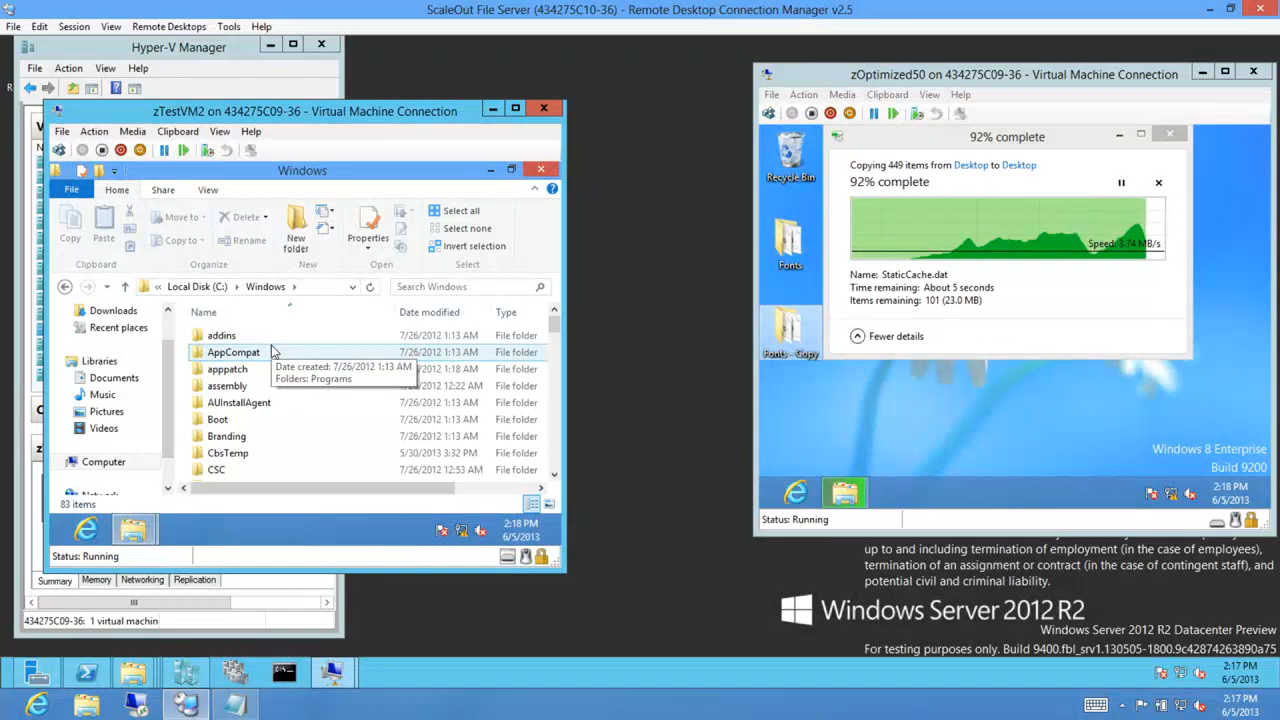 ScaleOut File Server (434275C10-36) - Remote Desktop Connection Manager v2.5
File Edit Session View Remote Desktops Tools Help
Hyper-V Manager
File Action View Help
zTestVM2 on 434275C09-36 - Virtual Machine Connection
File Action Media Clipboard View Help
Windows
File Home Share View
Copy Paste Move to Copy to Delete Rename New folder Properties Select all Select none Invert selection
Clipboard Organize New Open Select
Local Disk (C:) Windows Search Windows
Name Date modified Type
Downloads
Recent places
Libraries
Documents
Music
Pictures
Videos
Computer
addins 7/26/2012 1:13 AM File folder
AppCompat 7/26/2012 1:13 AM File folder
apppatch 7/26/2012 1:18 AM File folder
assembly 12:22 AM File folder
AUInstallAgent 7/26/2012 1:13 AM File folder
Boot 7/26/2012 1:13 AM File folder
Branding 7/26/2012 1:13 AM File folder
CbsTemp 5/30/2013 3:32 PM File folder
CSC 7/26/2012 12:53 AM File folder
Date created: 7/26/2012 1:13 AM
Folders: Programs
83 items
2:18 PM
6/5/2013
Status: Running
Summary Memory Networking Replication
434275C09-36: 1 virtual machin
zOptimized50 on 434275C09-36 - Virtual Machine Connection
File Action Media Clipboard View Help
Recycle Bin
Fonts
Fonts - Copy
92% complete
Copying 449 items from Desktop to Desktop
92% complete
Speed: 3.74 MB/s
Name: StaticCache.dat
Time remaining: About 5 seconds
Items remaining: 101 (23.0 MB)
Fewer details
Windows 8 Enterprise
Build 9200
2:18 PM
6/5/2013
Status: Running
up to and including termination of employment (in the case of employees),
termination of an assignment or contract (in the case of contingent staff), and
potential civil and criminal liability.
Windows Server 2012 R2
Windows Server 2012 R2 Datacenter Preview
For testing purposes only. Build 9400.fbl_srv1.130505-1800.9c42874263890a75
2:17 PM
6/5/2013
2:17 PM
6/5/2013